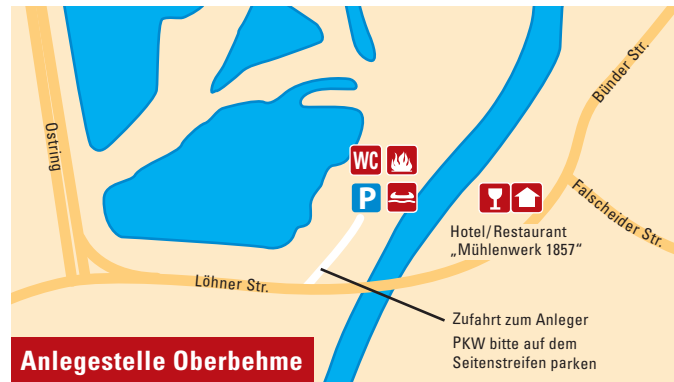 Ostring
Bünder Str.
WC
P
Falscheider Str.
Hotel/Restaurant
„Mühlenwerk 1857“
Löhner Str.
Zufahrt zum Anleger
PKW bitte auf dem
Seitenstreifen parken
Anlegestelle Oberbehme